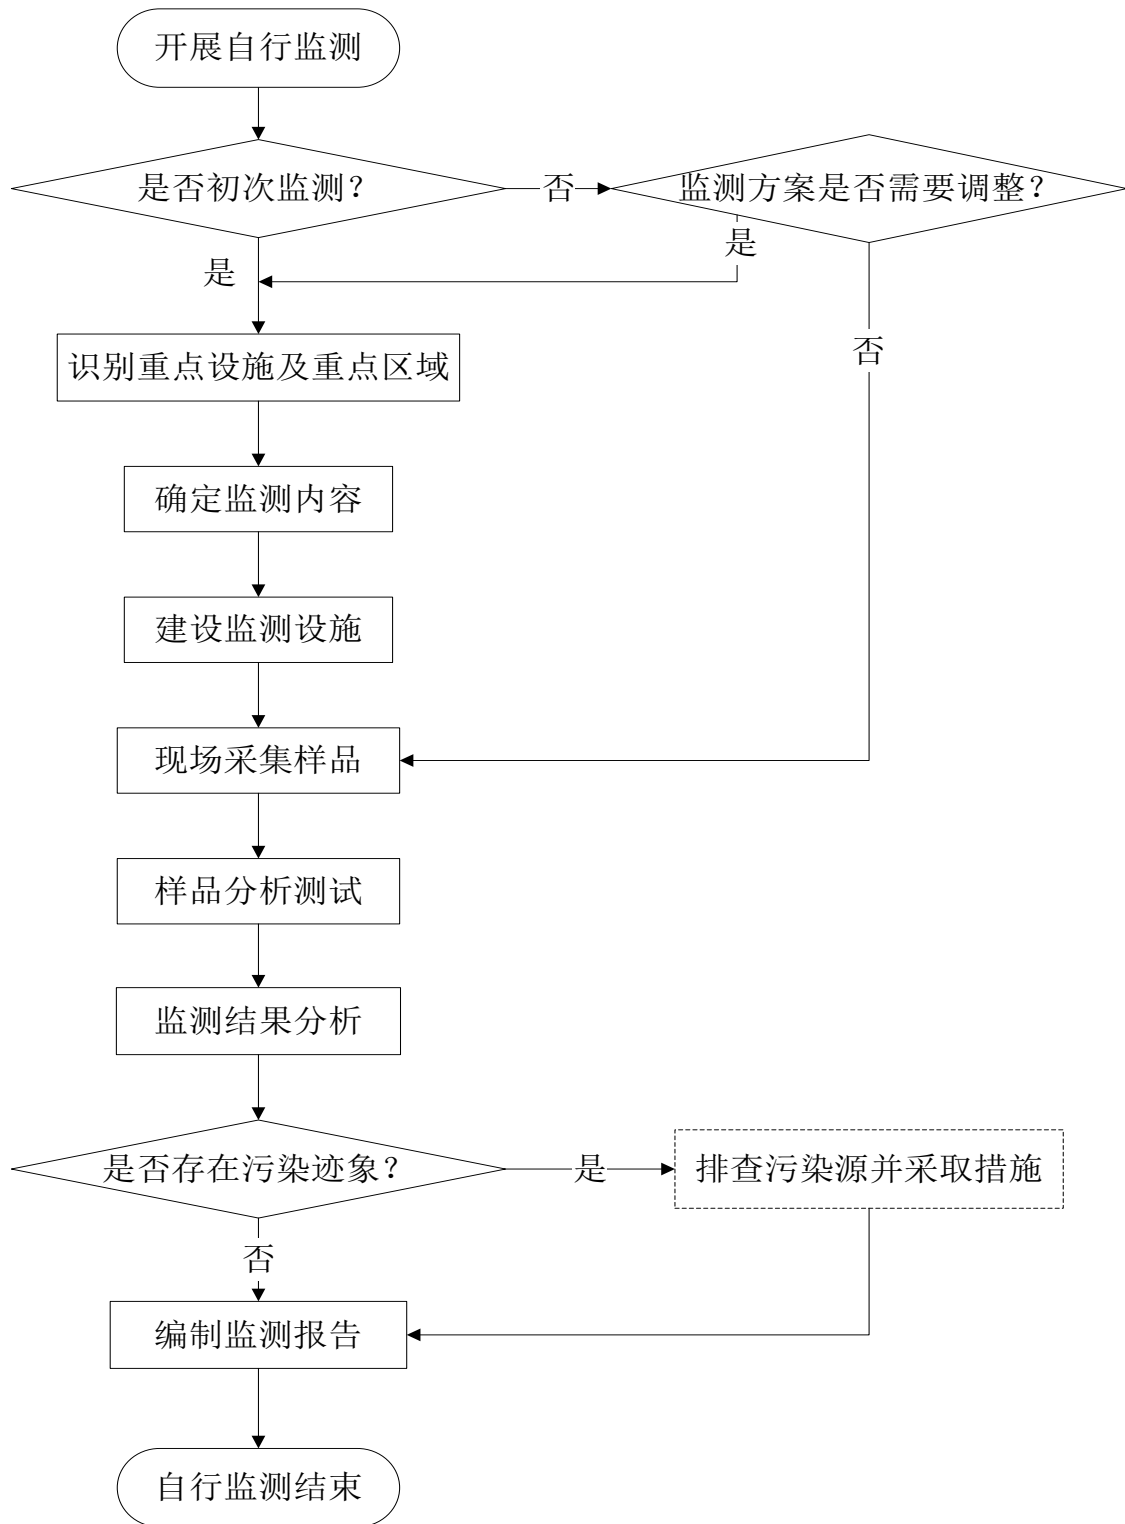 开展自行监测
是否初次监测？
否
监测方案是否需要调整？
是
是
否
识别重点设施及重点区域
确定监测内容
建设监测设施
现场采集样品
样品分析测试
监测结果分析
是否存在污染迹象？
是
排查污染源并采取措施
否
编制监测报告
自行监测结束